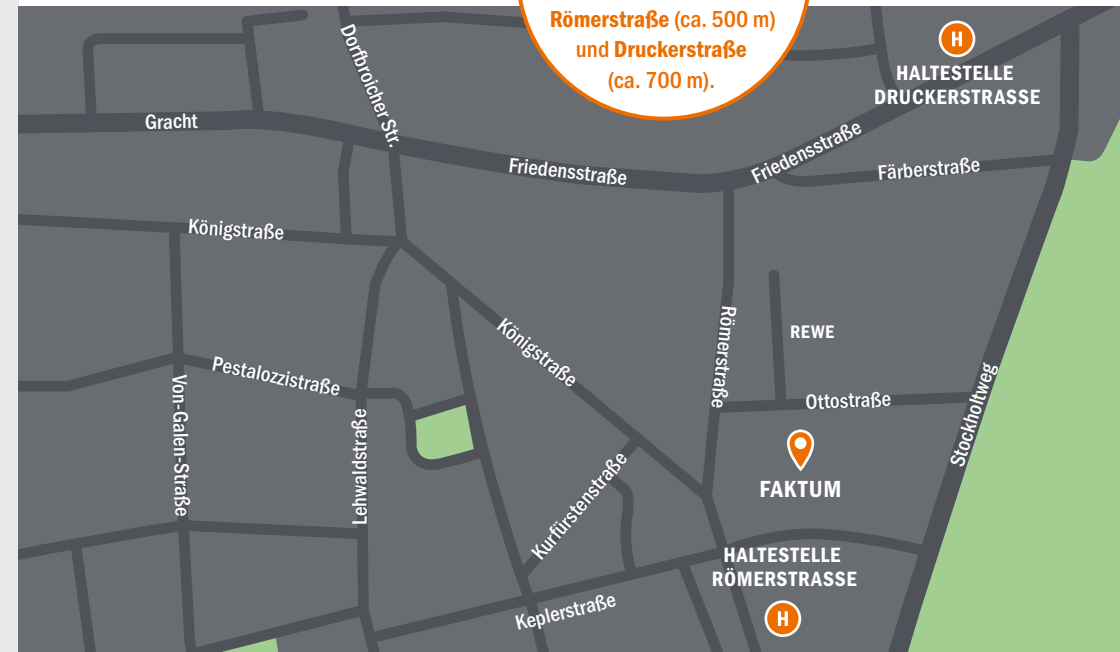 Römerstraße (ca. 500 m)
und Druckerstraße
(ca. 700 m).
H
HALTESTELLE
DRUCKERSTRASSE
Dorfbroicher Str.
Gracht
Friedensstraße
Friedensstraße
Färberstraße
Königstraße
Königstraße
Römerstraße
REWE
Pestalozzistraße
Von-Galen-Straße
Lehwaldstraße
Ottostraße
Stockholtweg
FAKTUM
Kurfürstenstraße
HALTESTELLE
RÖMERSTRASSE
H
Keplerstraße